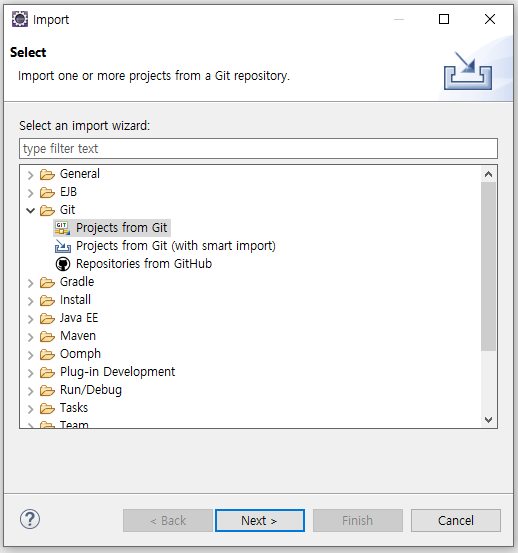 Import
Select
Import one or more projects from a Git repository.
Select an import wizard:
type filter text
General
EJB
Git
Projects from Git
Projects from Git (with smart import)
Repositories from GitHub
Gradle
Install
Java EE
Maven
Oomph
Plug-in Development
Run/Debug
Tasks
Team
< Back
Next >
Finish
Cancel